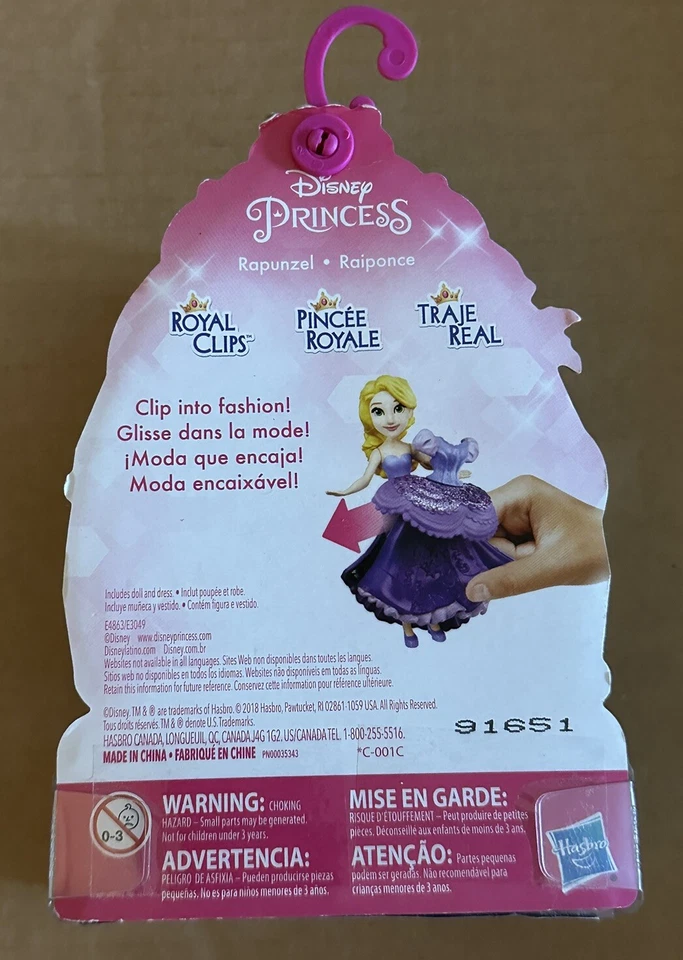 Disney
PRINCESS
Rapunzel • Raiponce
ROYAL
CLIPS™
PINCÉE
ROYALE
TRAJE
REAL
Clip into fashion!
Glisse dans la mode!
¡Moda que encaja!
Moda encaixável!
Includes doll and dress. • Inclut poupée et robe.
Incluye muñeca y vestido. • Contém figura e vestido.
E4863/E3049
©Disney www.disneyprincess.com
Disneylatino.com Disney.com.br
Websites not available in all languages. Sites Web non disponibles dans toutes les langues.
Sitios web no disponibles en todos los idiomas. Websites não disponíveis em todas as línguas.
Retain this information for future reference. Conservez cette information pour référence ultérieure.
©Disney. TM & ® are trademarks of Hasbro. © 2018 Hasbro, Pawtucket, RI 02861-1059 USA. All Rights Reserved.
Tous droits réservés. TM & ® denote U.S. Trademarks.
HASBRO CANADA, LONGUEUIL, QC, CANADA J4G 1G2. US/CANADA TEL. 1-800-255-5516.
MADE IN CHINA • FABRIQUÉ EN CHINE PN00035343
*C-001C
91651
0-3
WARNING: CHOKING
HAZARD – Small parts may be generated.
Not for children under 3 years.
MISE EN GARDE:
RISQUE D'ÉTOUFFEMENT – Peut produire de petites
pièces. Déconseillé aux enfants de moins de 3 ans.
ADVERTENCIA:
PELIGRO DE ASFIXIA – Pueden producirse piezas
pequeñas. No es para niños menores de 3 años.
ATENÇÃO: Partes pequenas
podem ser geradas. Não recomendável para
crianças menores de 3 anos.
Hasbro